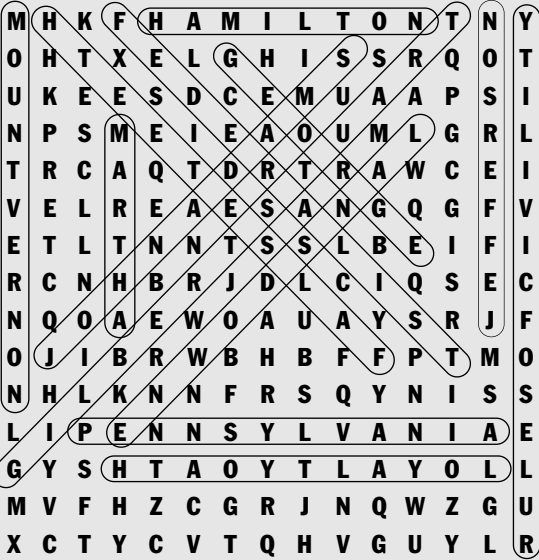 M H K F H A M I L T O N T N Y
O H T X E L G H I S S R Q O T
U K E E S D C E M U A A P S I
N P S M E I E A O U M L G R L
T R C A Q T D R T R A W C E I
V E L R E A E S A N G Q G F V
E T L T N N T S S L B E I F I
R C N H B R J D L C I Q S E C
N Q O A E W O A U A Y S R J F
O J I B R W B H B F F P T M O
N H L K N N F R S Q Y N I S S
L I P E N N S Y L V A N I A E
G Y S H T A O Y T L A Y O L L
M V F H Z C G R J N Q W Z G U
X C T Y C V T Q H V G U Y L R